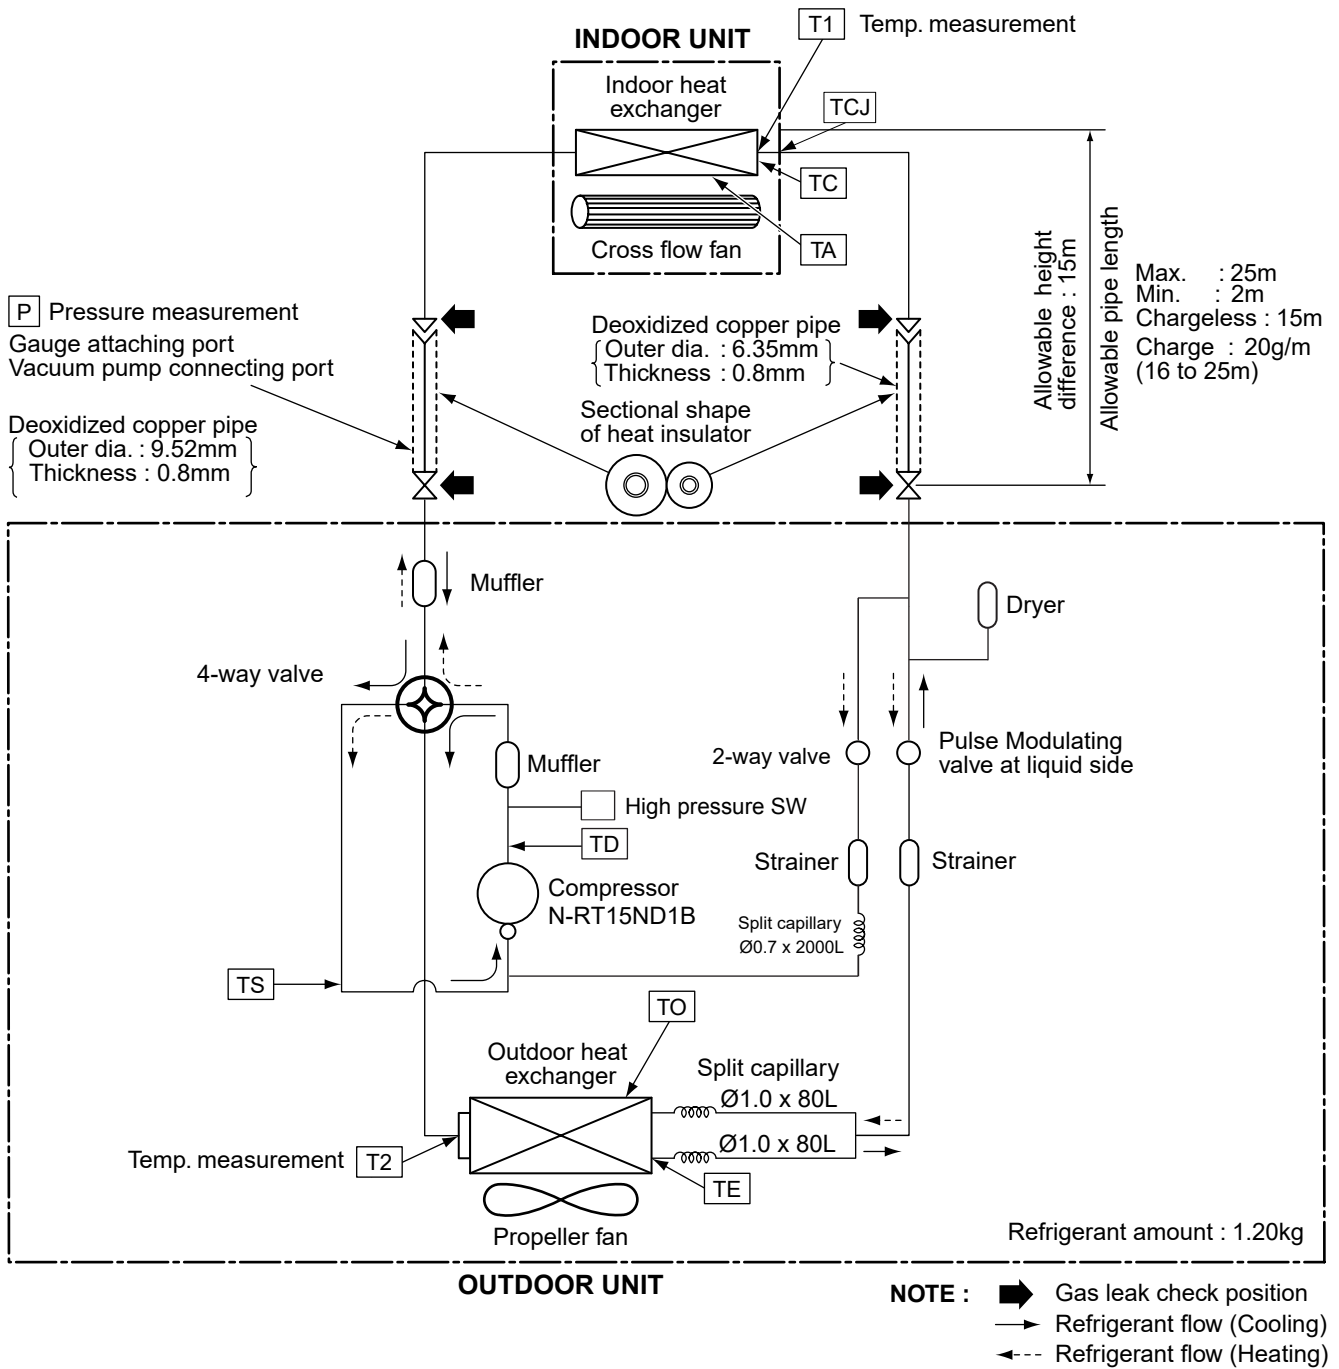 INDOOR UNIT
T1 Temp. measurement
Indoor heat
exchanger
TCJ
TC
Cross flow fan
TA
Allowable height
difference : 15m
Allowable pipe length
Max. : 25m
Min. : 2m
Chargeless : 15m
Charge : 20g/m
(16 to 25m)
P Pressure measurement
Gauge attaching port
Vacuum pump connecting port
Deoxidized copper pipe
Outer dia. : 9.52mm
Thickness : 0.8mm
Deoxidized copper pipe
Outer dia. : 6.35mm
Thickness : 0.8mm
Sectional shape
of heat insulator
Muffler
Dryer
4-way valve
Muffler
2-way valve
Pulse Modulating
valve at liquid side
High pressure SW
TD
Strainer
Strainer
Compressor
N-RT15ND1B
Split capillary
Ø0.7 x 2000L
TS
TO
Outdoor heat
exchanger
Split capillary
Ø1.0 x 80L
Ø1.0 x 80L
Temp. measurement T2
TE
Propeller fan
Refrigerant amount : 1.20kg
OUTDOOR UNIT
NOTE :
Gas leak check position
Refrigerant flow (Cooling)
Refrigerant flow (Heating)